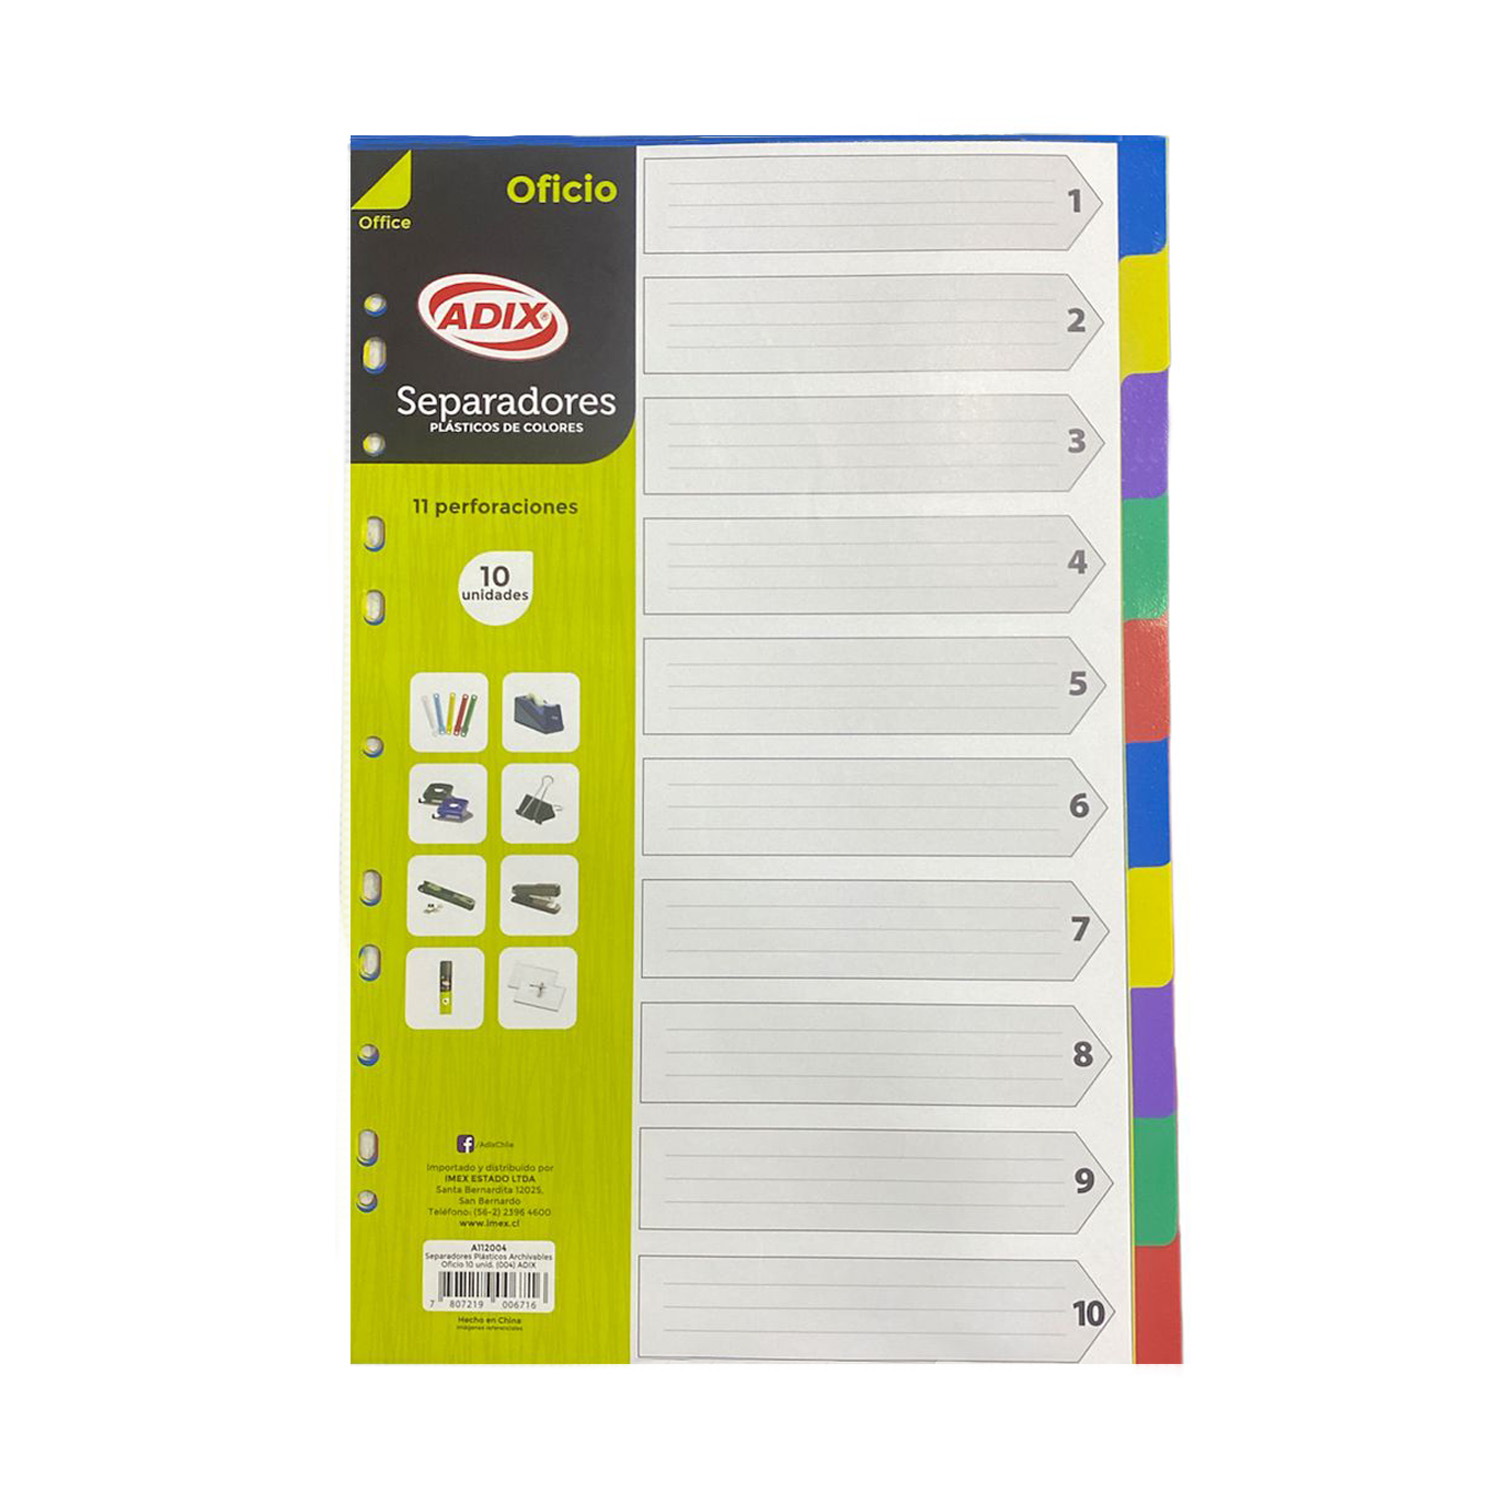 Office
Oficio
ADIX®
Separadores
PLÁSTICOS DE COLORES
11 perforaciones
10
unidades
/AdixChile
Importado y distribuido por
IMEX ESTADO LTDA
Santa Bernardita 12025,
San Bernardo
Teléfono: (56-2) 2396 4600
www.imex.cl
A112004
Separadores Plásticos Archivables
Oficio 10 unid. (004) ADIX
7 807219 006716
Hecho en China
Imágenes referenciales
1
2
3
4
5
6
7
8
9
10